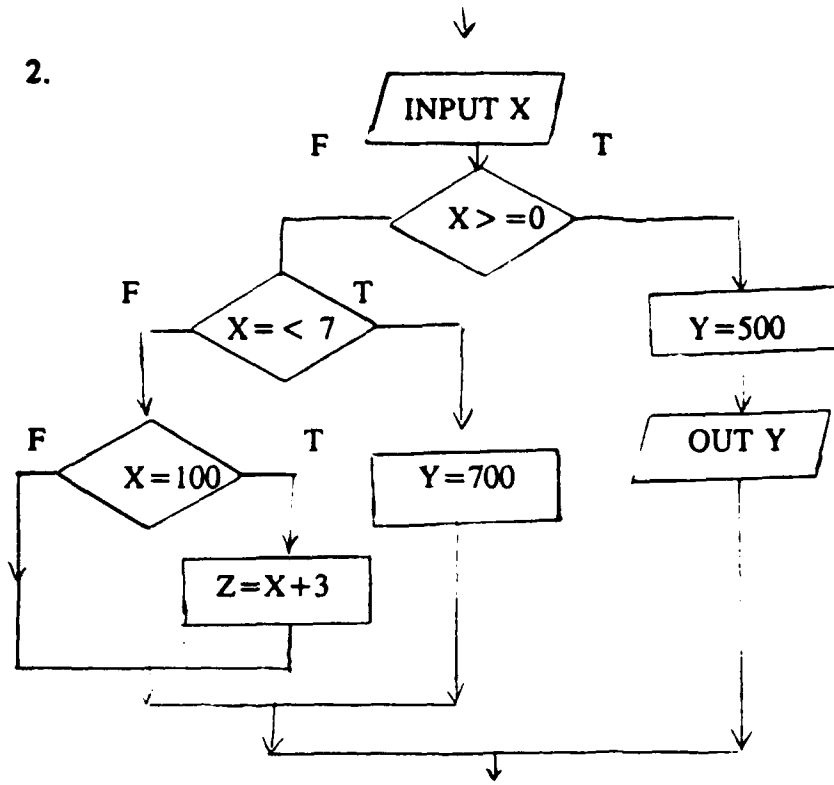 2.
INPUT X
F
T
X > =0
F
T
X = < 7
Y=500
F
T
OUT Y
X=100
Y=700
Z=X+3